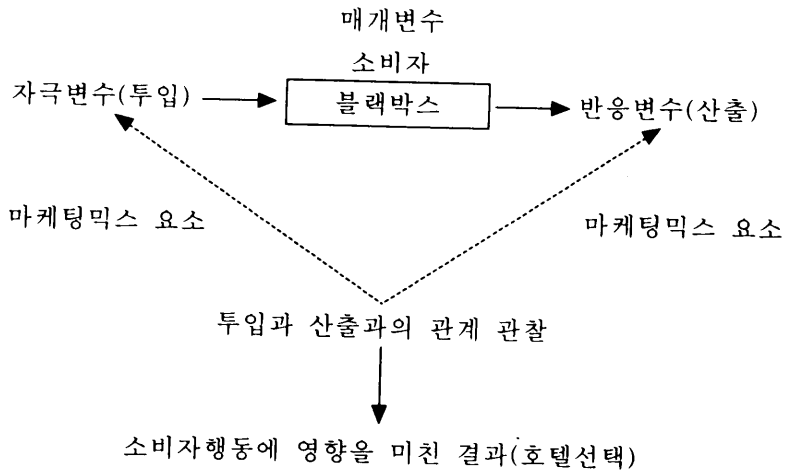 매개변수
소비자
자극변수(투입)
블랙박스
반응변수(산출)
마케팅믹스 요소
마케팅믹스 요소
투입과 산출과의 관계 관찰
소비자행동에 영향을 미친 결과(호텔선택)